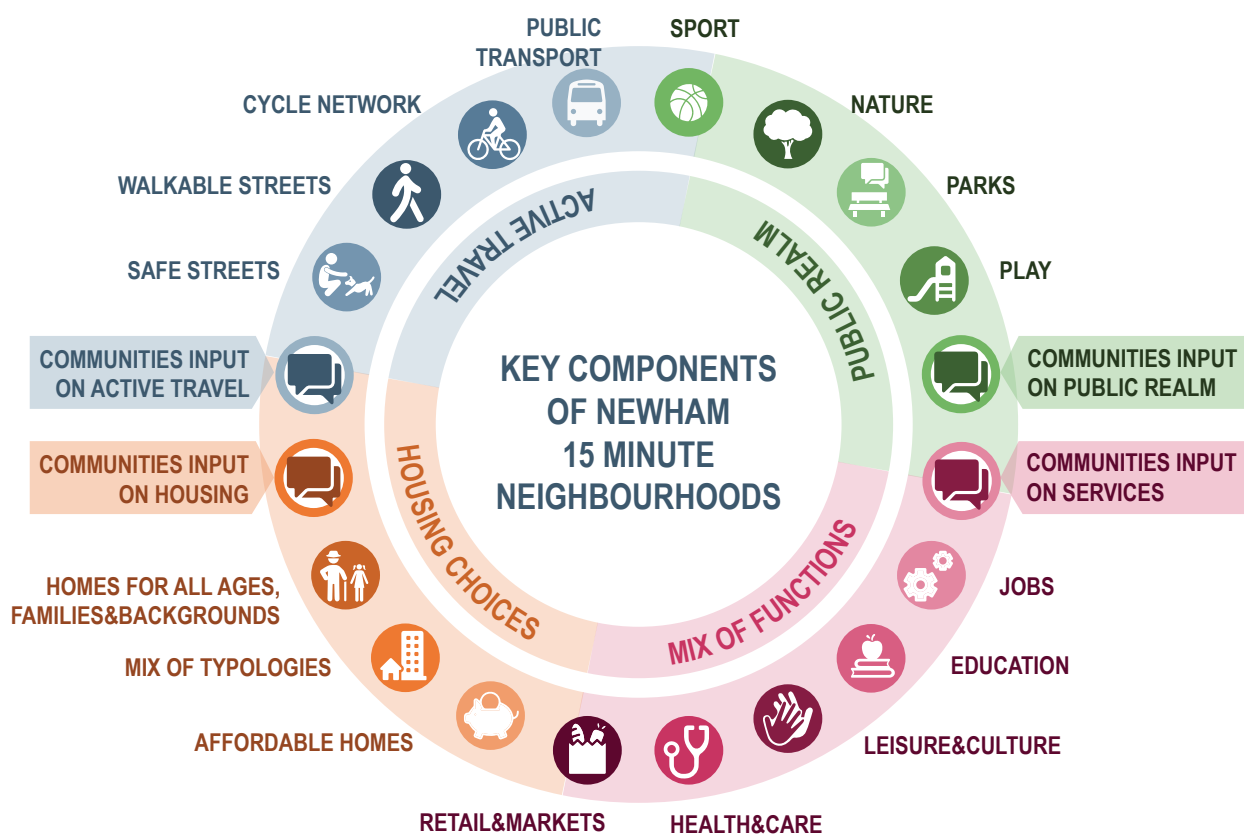 PUBLIC
TRANSPORT
SPORT
CYCLE NETWORK
NATURE
WALKABLE STREETS
PARKS
SAFE STREETS
PLAY
COMMUNITIES INPUT
ON ACTIVE TRAVEL
COMMUNITIES INPUT
ON PUBLIC REALM
COMMUNITIES INPUT
ON HOUSING
COMMUNITIES INPUT
ON SERVICES
HOMES FOR ALL AGES,
FAMILIES&BACKGROUNDS
JOBS
MIX OF TYPOLOGIES
EDUCATION
AFFORDABLE HOMES
LEISURE&CULTURE
RETAIL&MARKETS
HEALTH&CARE
ACTIVE TRAVEL
PUBLIC REALM
HOUSING CHOICES
MIX OF FUNCTIONS
KEY COMPONENTS
OF NEWHAM
15 MINUTE
NEIGHBOURHOODS